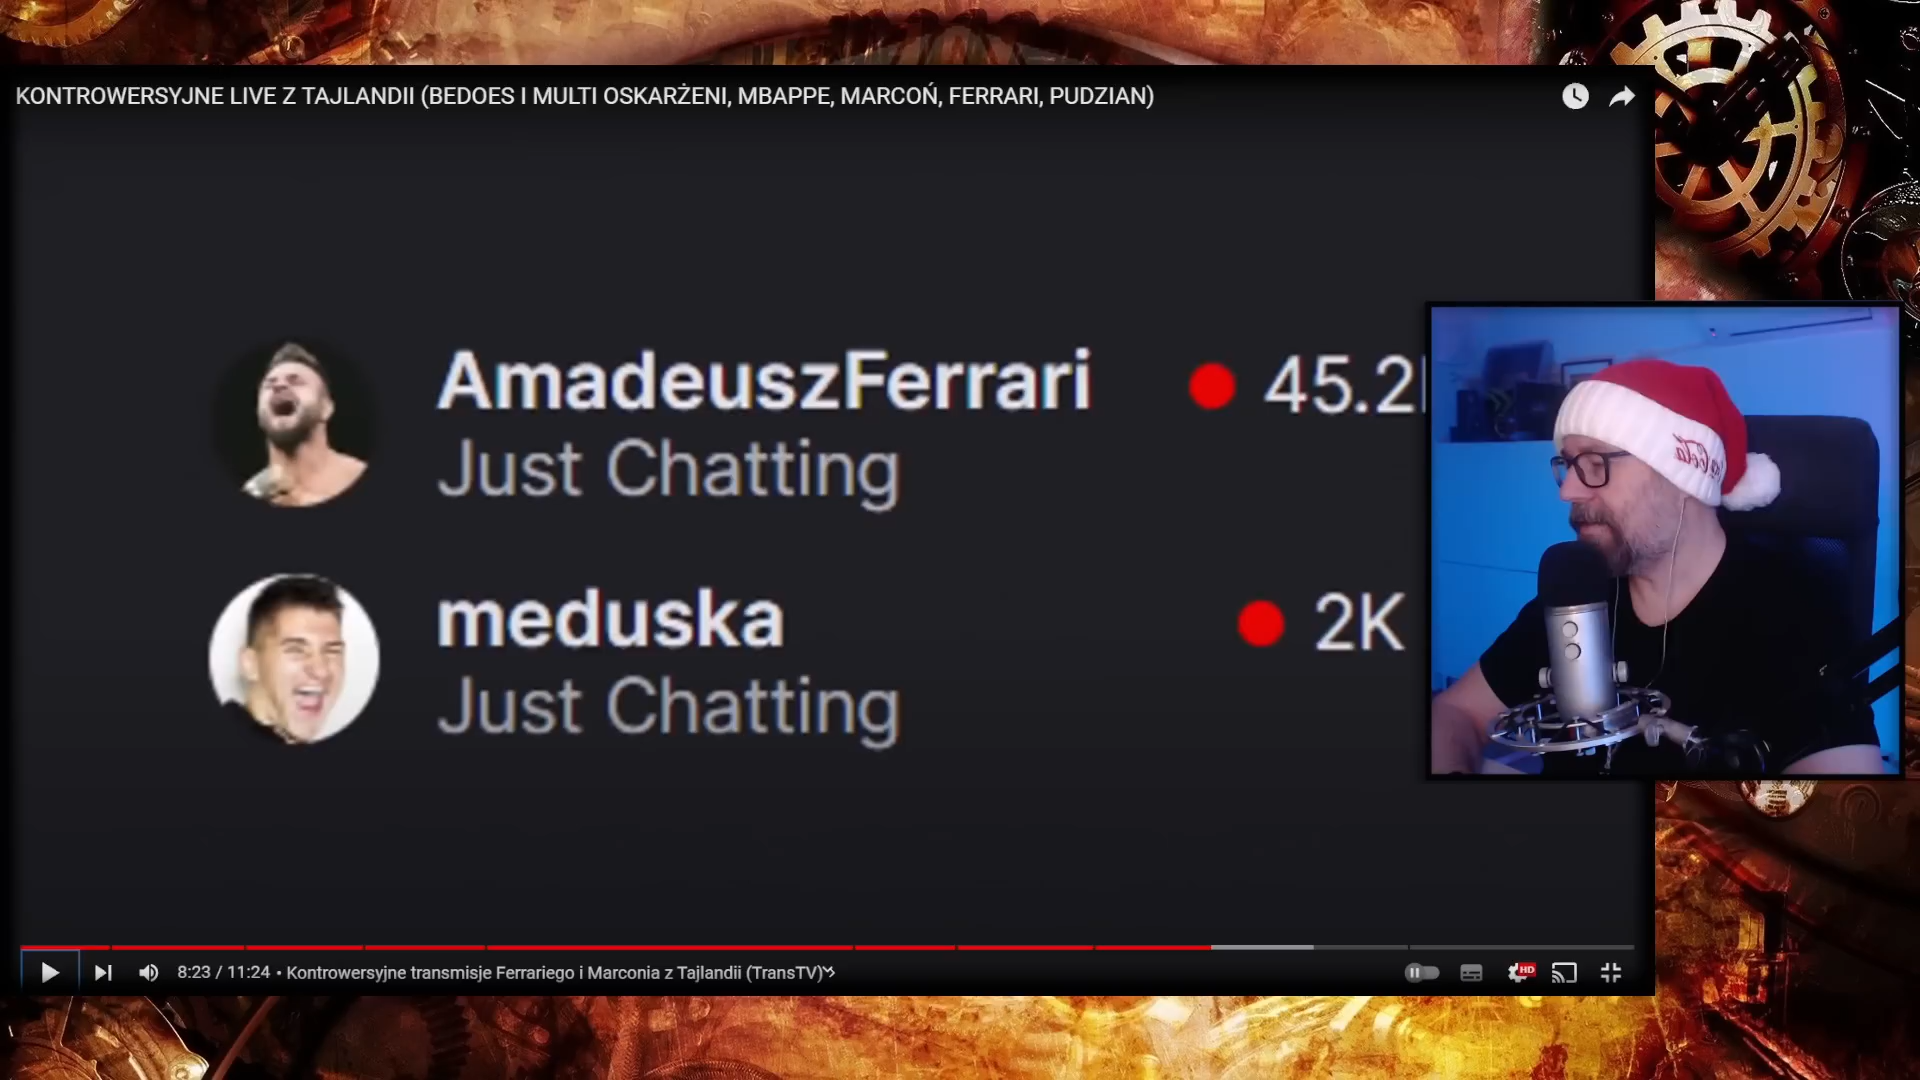 KONTROWERSYJNE LIVE Z TAJLANDII (BEDOES I MULTI OSKARŻENI, MBAPPE, MARCOŃ, FERRARI, PUDZIAN)
AmadeuszFerrari
45.2
Just Chatting
meduska
2K
Just Chatting
8:23 / 11:24 • Kontrowersyjne transmisje Ferrariego i Marconia z Tajlandii (TransTV)
HD